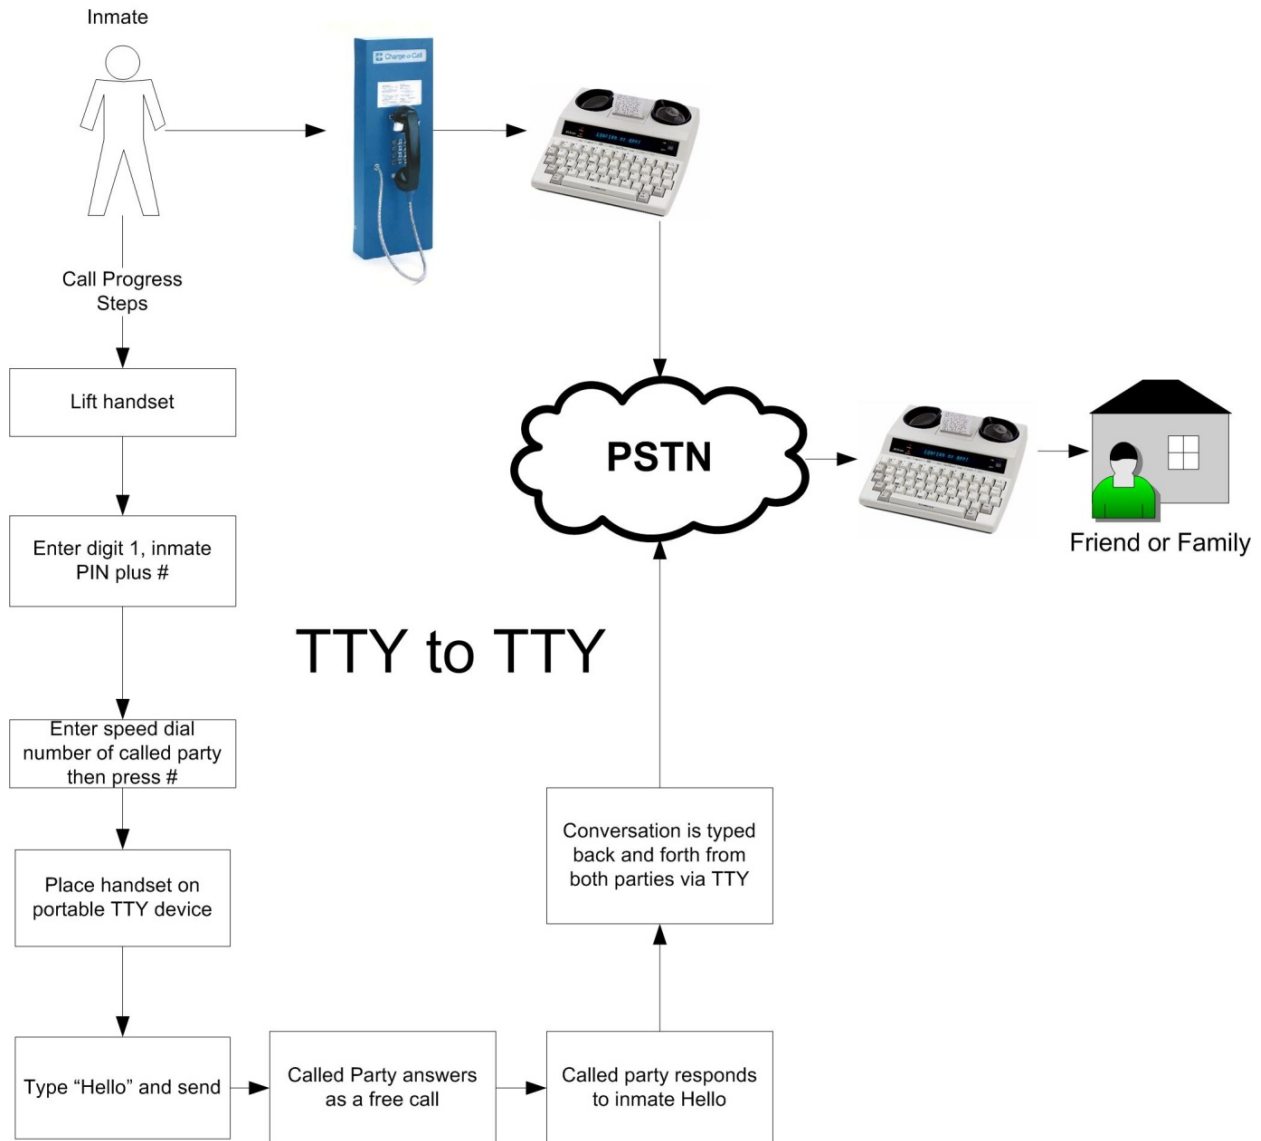 Inmate
Charge-a-Call
Call Progress
Steps
Lift handset
PSTN
Friend or Family
Enter digit 1, inmate
PIN plus #
TTY to TTY
Enter speed dial
number of called party
then press #
Conversation is typed
back and forth from
both parties via TTY
Place handset on
portable TTY device
Type “Hello” and send
Called Party answers
as a free call
Called party responds
to inmate Hello